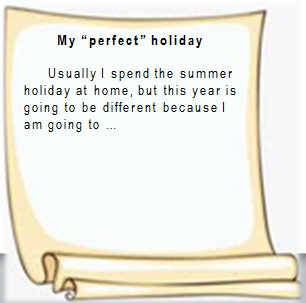 My “perfect” holiday
Usually I spend the summer
holiday at home, but this year is
going to be different because I
am going to ...